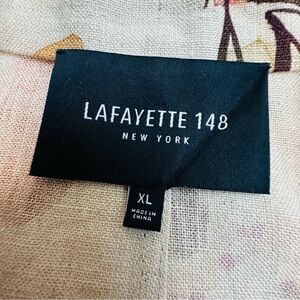 LAFAYETTE 148
NEW YORK
XL
MADE IN
CHINA